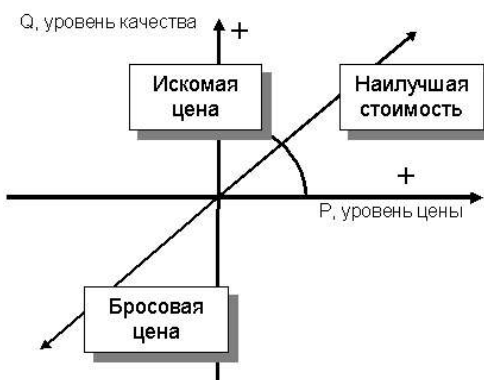 Q, уровень качества
+
Искомая
цена
Наилучшая
стоимость
+
P, уровень цены
Бросовая
цена